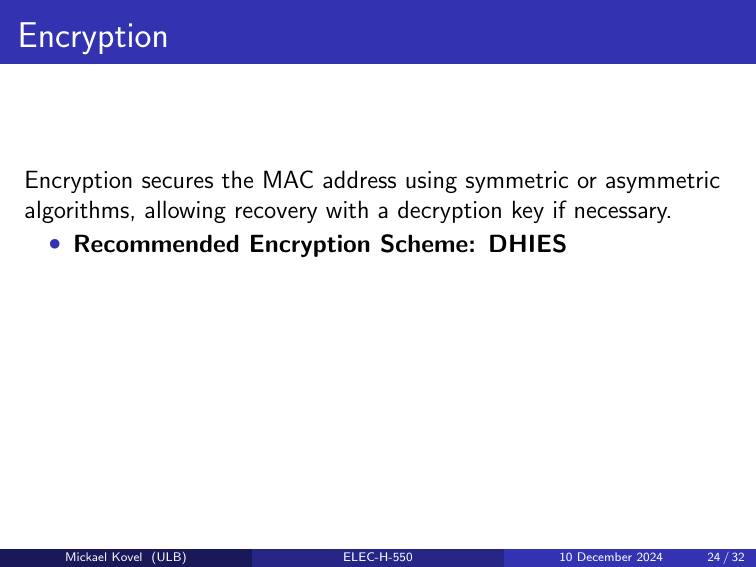 Encryption
Encryption secures the MAC address using symmetric or asymmetric
algorithms, allowing recovery with a decryption key if necessary.
• Recommended Encryption Scheme: DHIES
Mickael Kovel (ULB) ELEC-H-550 10 December 2024 24 / 32